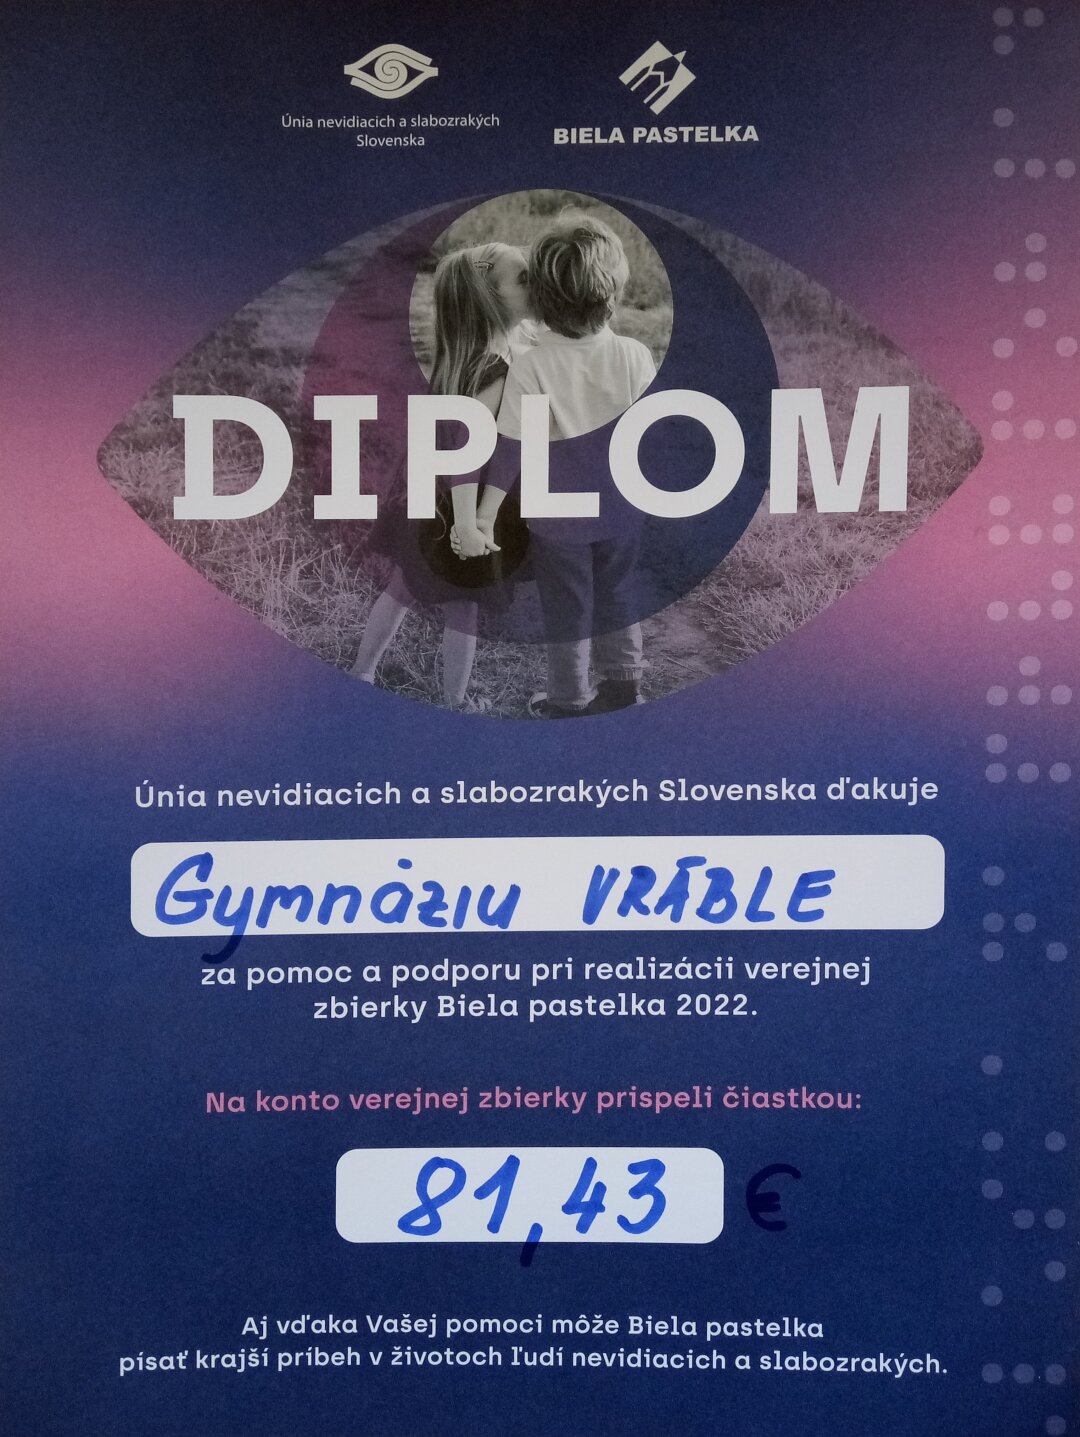 Únia nevidiacich a slabozrakých
Slovenska
BIELA PASTELKA
DIPLOM
Únia nevidiacich a slabozrakých Slovenska ďakuje
Gymnáziu VRÁBLE
za pomoc a podporu pri realizácii verejnej
zbierky Biela pastelka 2022.
Na konto verejnej zbierky prispeli čiastkou:
81,43 €
Aj vďaka Vašej pomoci môže Biela pastelka
písať krajší príbeh v životoch ľudí nevidiacich a slabozrakých.